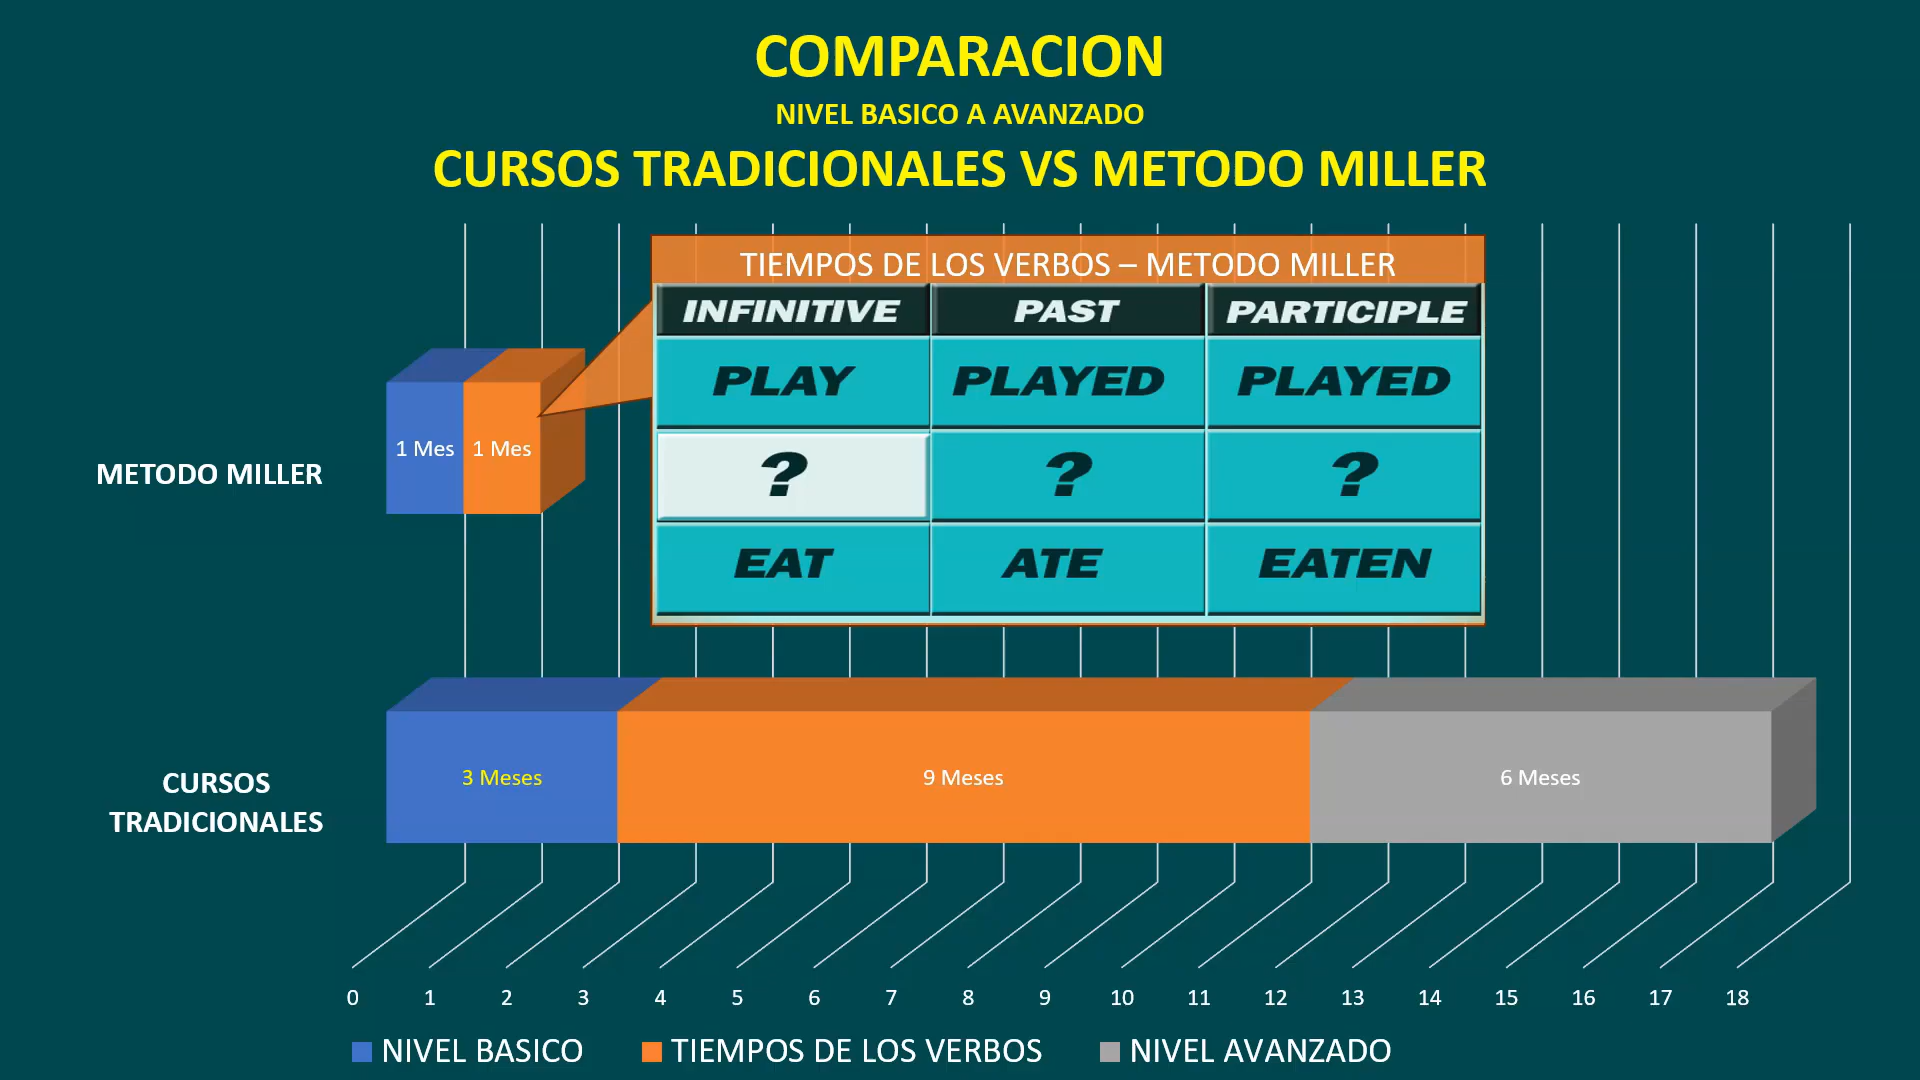 COMPARACION
NIVEL BASICO A AVANZADO
CURSOS TRADICIONALES VS METODO MILLER
TIEMPOS DE LOS VERBOS – METODO MILLER
INFINITIVE PAST PARTICIPLE
PLAY PLAYED PLAYED
? ? ?
EAT ATE EATEN
METODO MILLER
1 Mes 1 Mes
CURSOS
TRADICIONALES
3 Meses 9 Meses 6 Meses
0 1 2 3 4 5 6 7 8 9 10 11 12 13 14 15 16 17 18
NIVEL BASICO TIEMPOS DE LOS VERBOS NIVEL AVANZADO